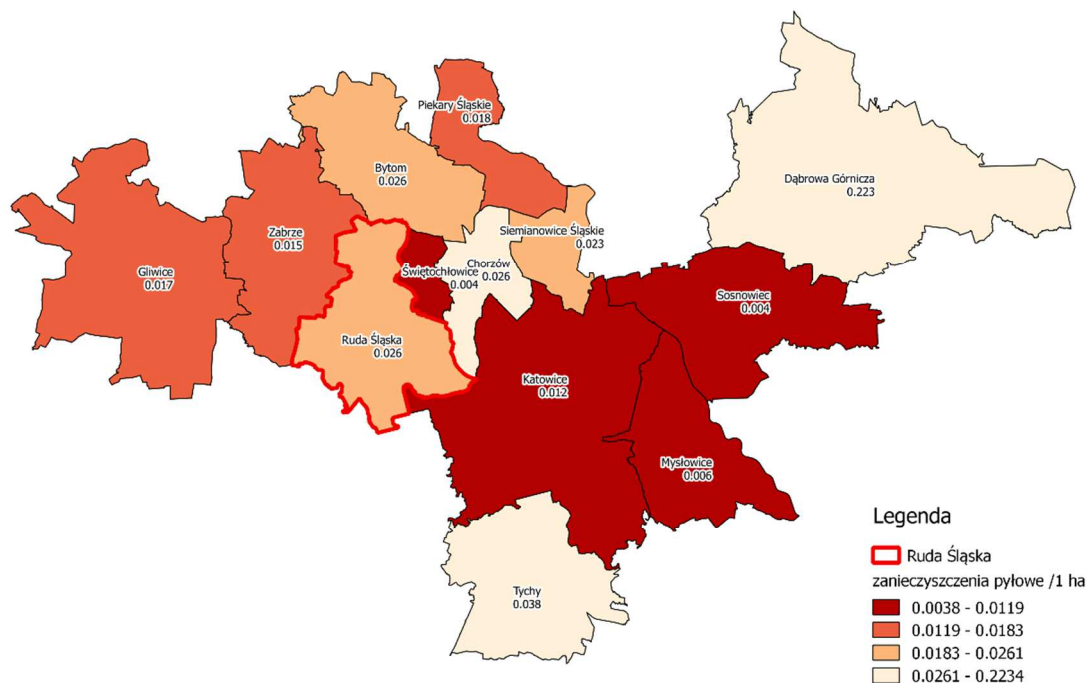 Piekary Śląskie
0.018
Bytom
0.026
Dąbrowa Górnicza
0.223
Siemianowice Śląskie
0.023
Zabrze
0.015
Chorzów
0.026
Świętochłowice
0.004
Gliwice
0.017
Sosnowiec
0.004
Ruda Śląska
0.026
Katowice
0.012
Mysłowice
0.006
Tychy
0.038
Legenda
Ruda Śląska
zanieczyszczenia pyłowe /1 ha
0.0038 - 0.0119
0.0119 - 0.0183
0.0183 - 0.0261
0.0261 - 0.2234